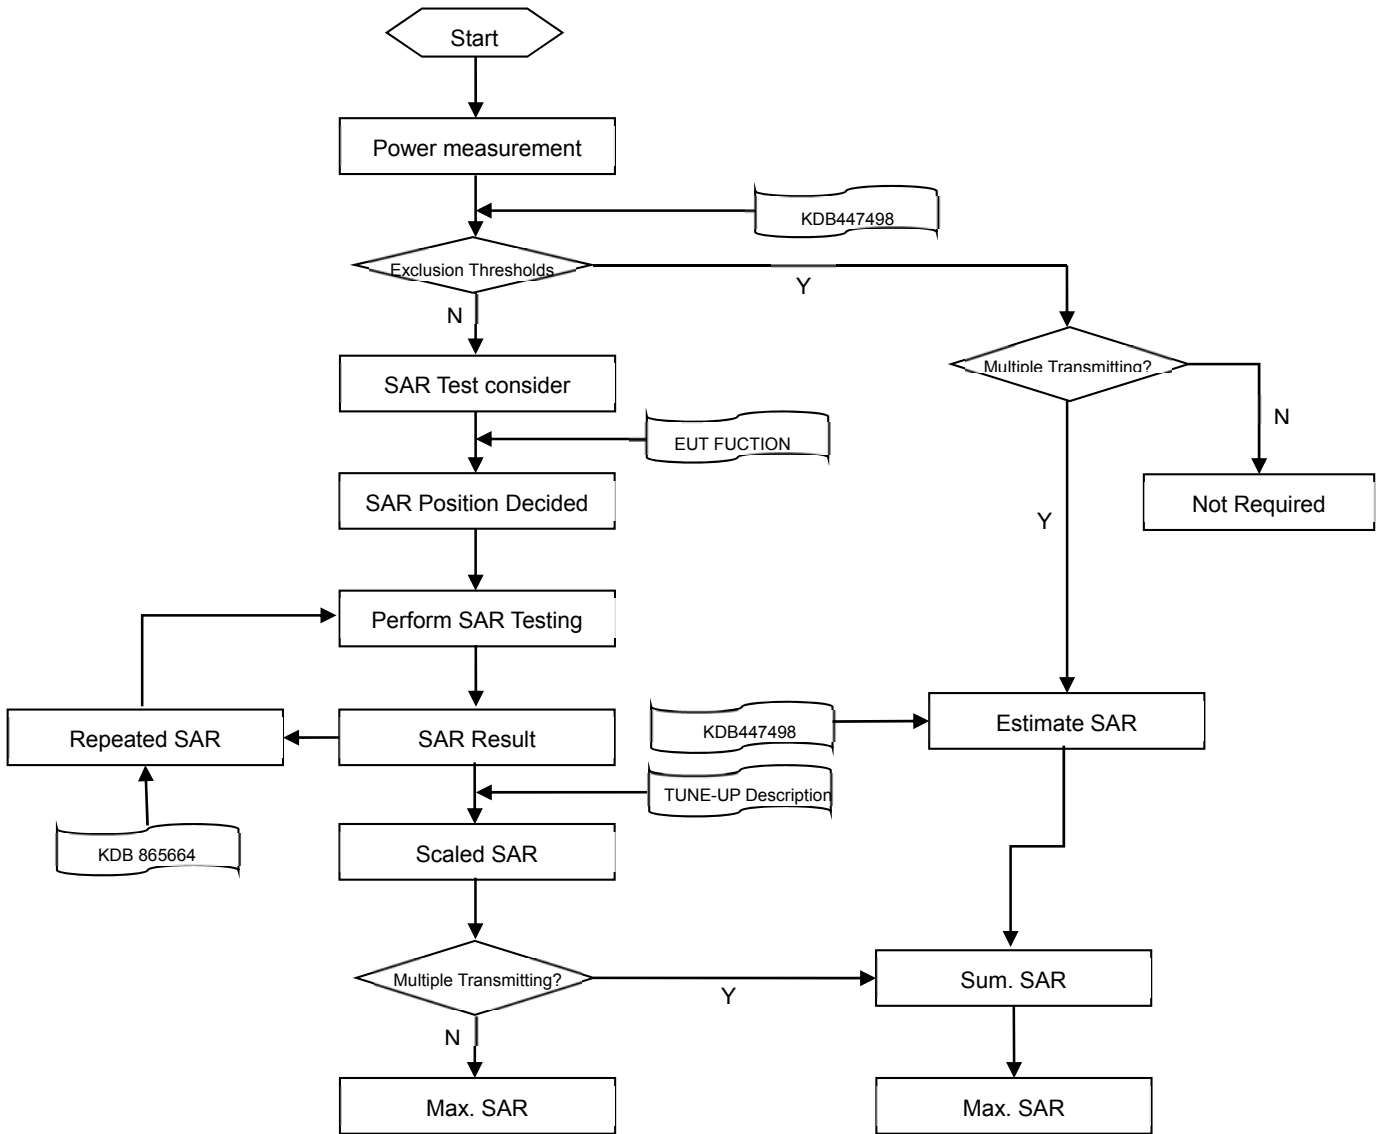 Start
Power measurement
KDB447498
Exclusion Thresholds
Y
N
Multiple Transmitting?
SAR Test consider
N
EUT FUCTION
SAR Position Decided
Not Required
Y
Perform SAR Testing
Repeated SAR
SAR Result
KDB447498
Estimate SAR
TUNE-UP Description
KDB 865664
Scaled SAR
Multiple Transmitting?
Y
Sum. SAR
N
Max. SAR
Max. SAR